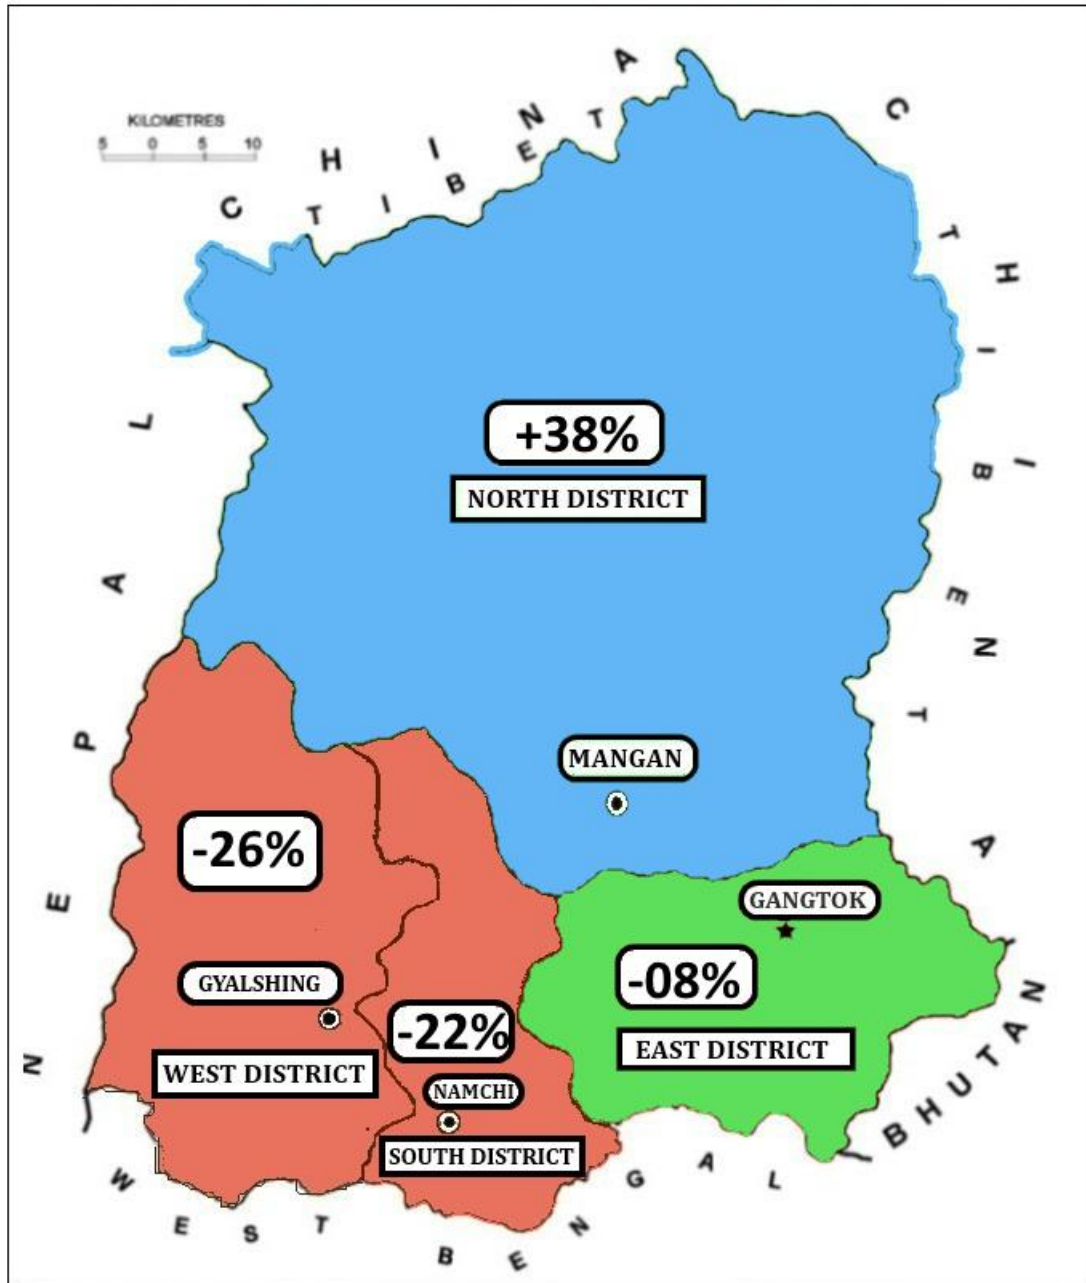 KILOMETRES
5 0 5 10
CHINA
TIBET
CHINA
TIBET
NEPAL
+38%
NORTH DISTRICT
MANGAN
-26%
GYALSHING
WEST DISTRICT
-22%
NAMCHI
SOUTH DISTRICT
GANGTOK
-08%
EAST DISTRICT
BHUTAN
WEST BENGAL